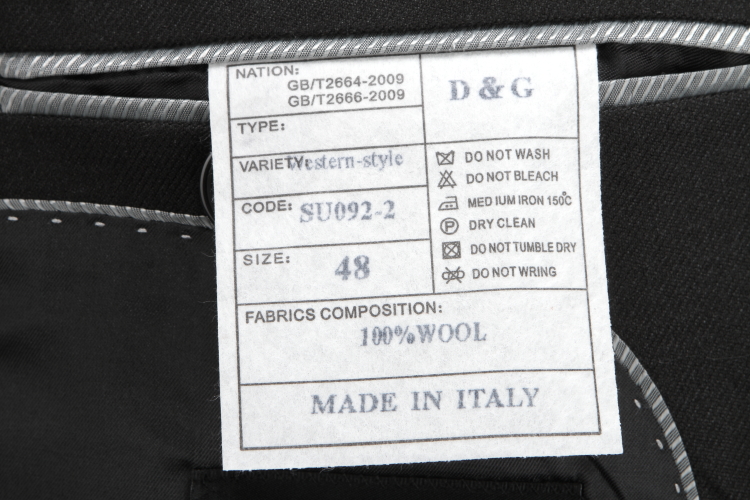 NATION:
GB/T2664-2009
GB/T2666-2009
D & G
TYPE:
VARIETY: Western-style
CODE: SU092-2
SIZE: 48
DO NOT WASH
DO NOT BLEACH
MEDIUM IRON 150°C
P DRY CLEAN
DO NOT TUMBLE DRY
DO NOT WRING
FABRICS COMPOSITION:
100%WOOL
MADE IN ITALY